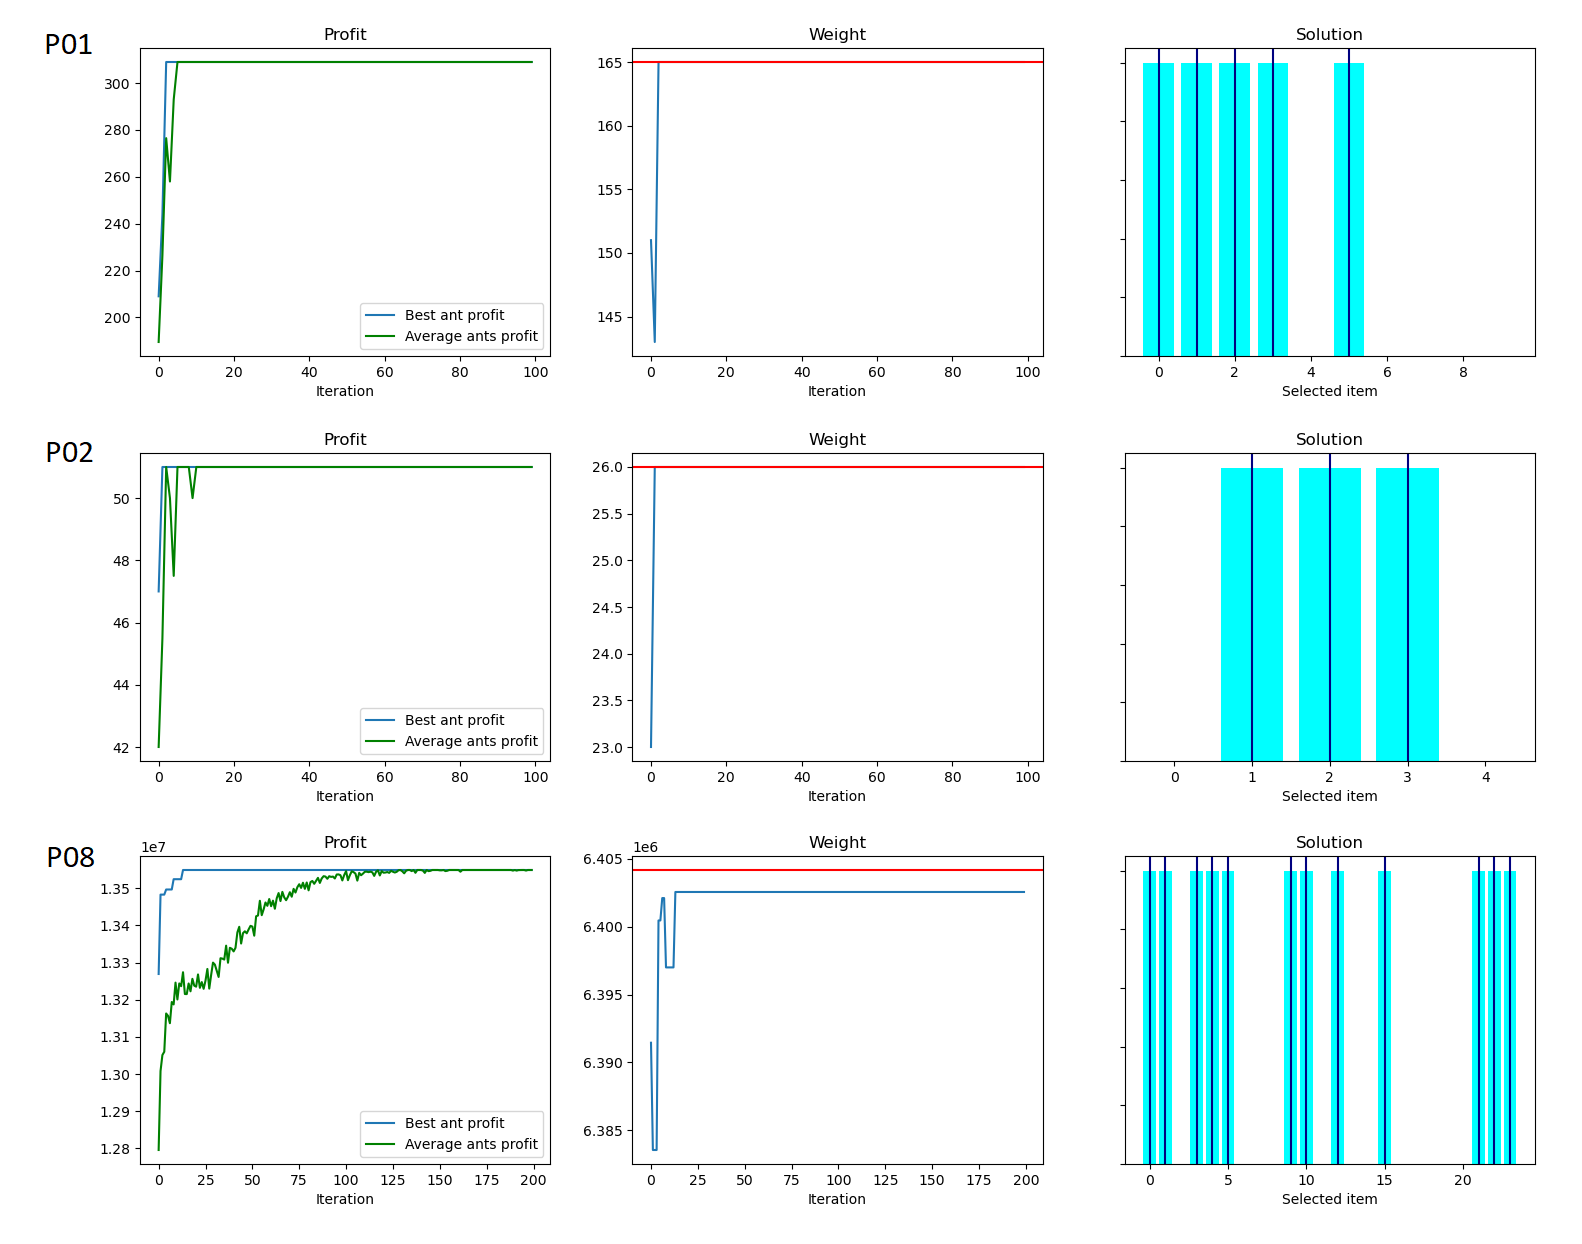 P01
Profit
300
280
260
240
220
200
0 20 40 60 80 100
Iteration
Best ant profit
Average ants profit
Weight
165
160
155
150
145
0 20 40 60 80 100
Iteration
Solution
0 2 4 6 8
Selected item
P02
Profit
50
48
46
44
42
0 20 40 60 80 100
Iteration
Best ant profit
Average ants profit
Weight
26.0
25.5
25.0
24.5
24.0
23.5
23.0
0 20 40 60 80 100
Iteration
Solution
0 1 2 3 4
Selected item
P08
Profit
1e7
1.35
1.34
1.33
1.32
1.31
1.30
1.29
1.28
0 25 50 75 100 125 150 175 200
Iteration
Best ant profit
Average ants profit
Weight
1e6
6.405
6.400
6.395
6.390
6.385
0 25 50 75 100 125 150 175 200
Iteration
Solution
0 5 10 15 20
Selected item